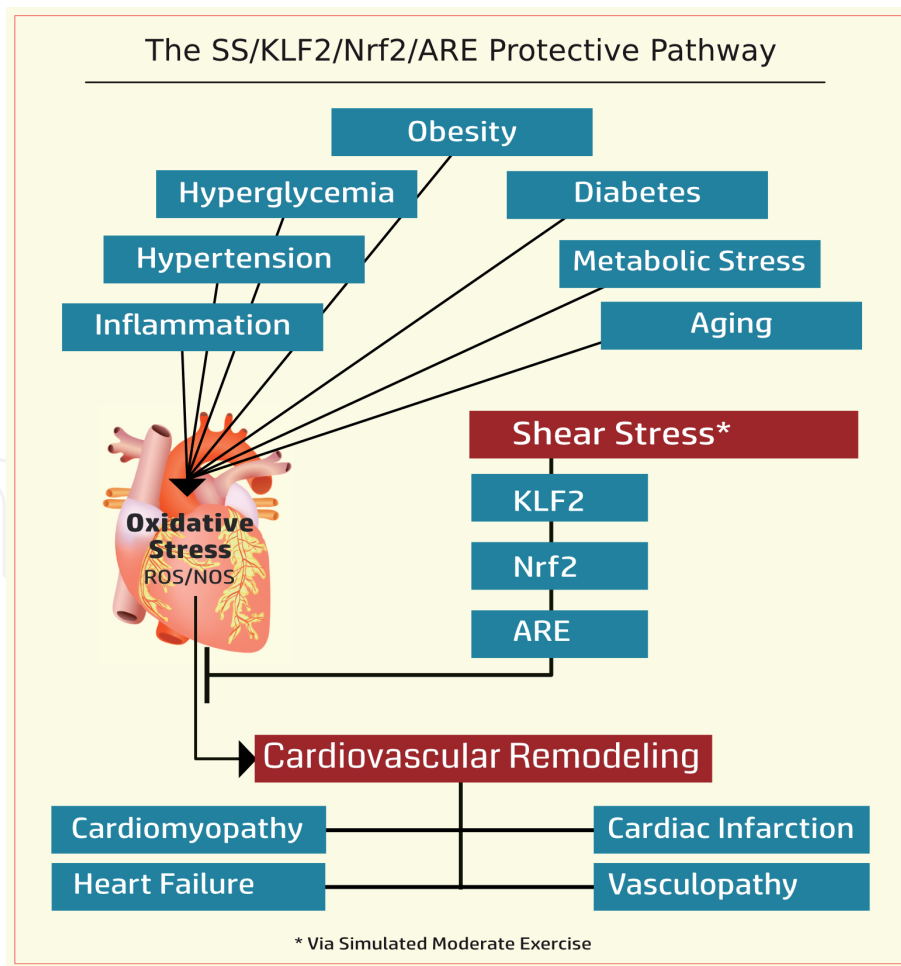 The SS/KLF2/Nrf2/ARE Protective Pathway
Obesity
Hyperglycemia
Diabetes
Hypertension
Metabolic Stress
Inflammation
Aging
Shear Stress*
KLF2
Nrf2
ARE
Oxidative
Stress
ROS/NOS
Cardiovascular Remodeling
Cardiomyopathy
Cardiac Infarction
Heart Failure
Vasculopathy
* Via Simulated Moderate Exercise